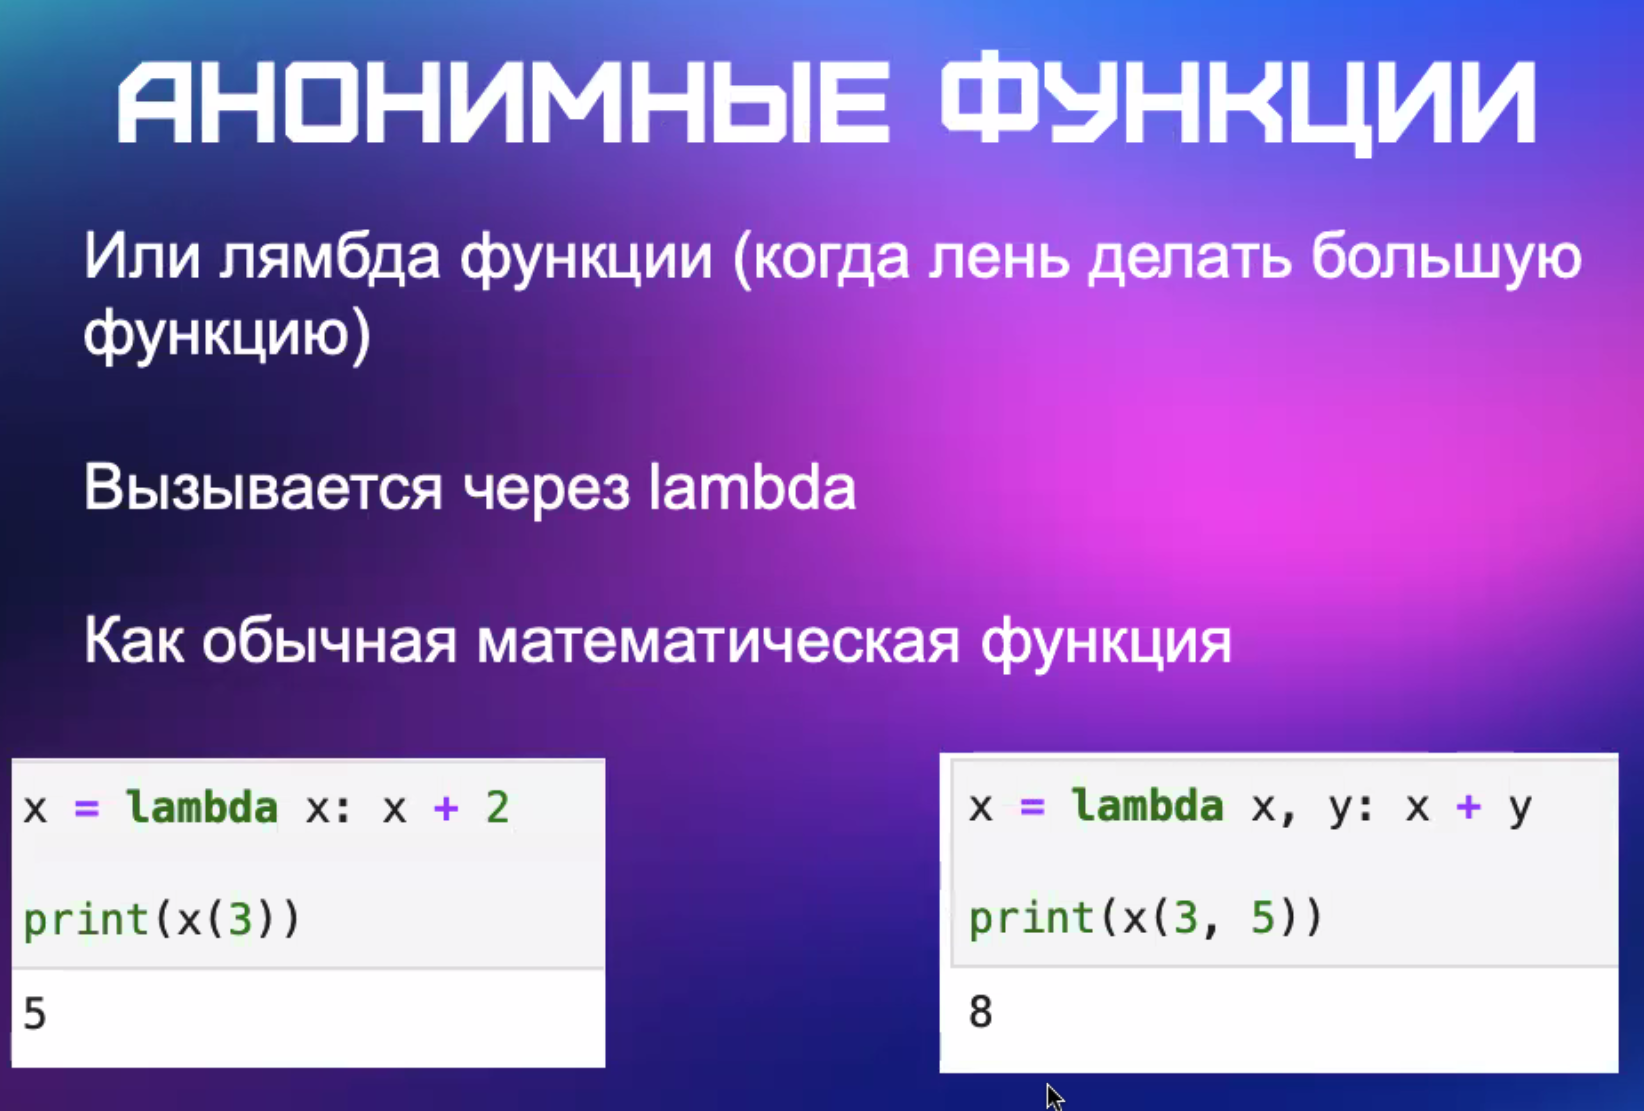 АНОНИМНЫЕ ФУНКЦИИ
Или лямбда функции (когда лень делать большую
функцию)
Вызывается через lambda
Как обычная математическая функция
x = lambda x: x + 2
print(x(3))
5
x = lambda x, y: x + y
print(x(3, 5))
8